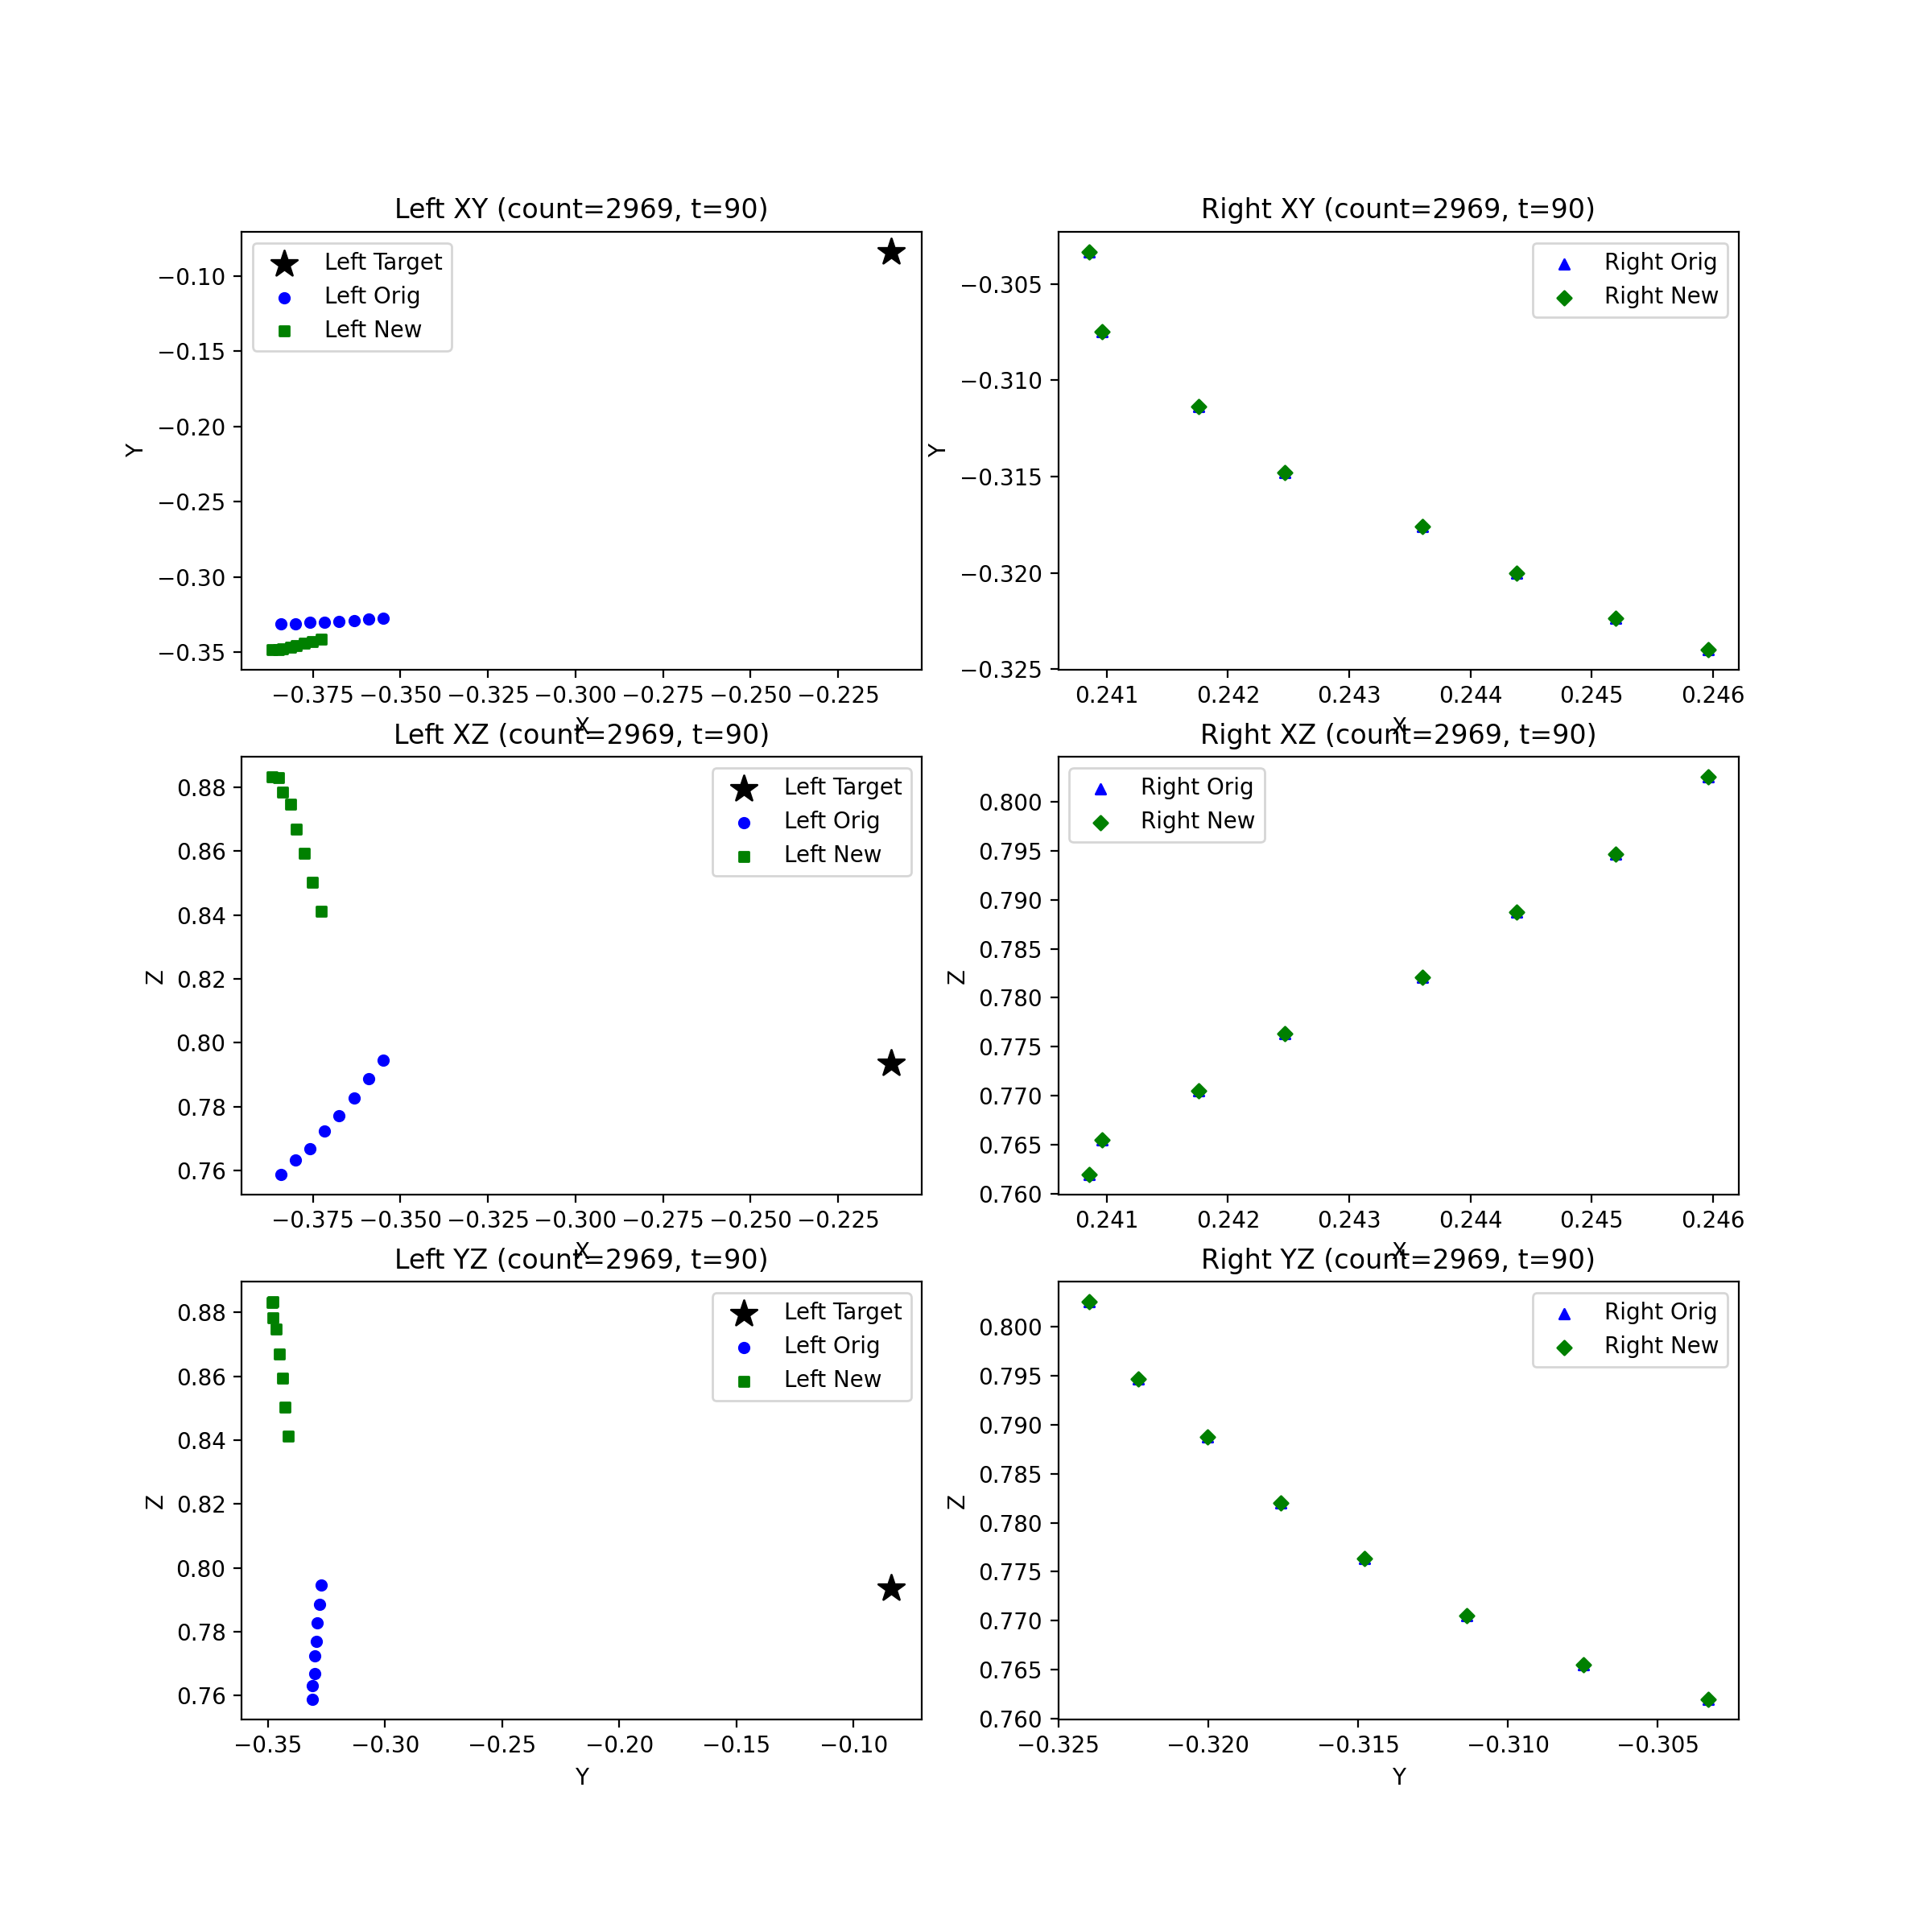 Left XY (count=2969, t=90)
Left Target
Left Orig
Left New
−0.10
−0.15
−0.20
−0.25
−0.30
−0.35
Y
−0.375 −0.350 −0.325 −0.300 −0.275 −0.250 −0.225
X
Right XY (count=2969, t=90)
Right Orig
Right New
−0.305
−0.310
−0.315
−0.320
−0.325
Y
0.241 0.242 0.243 0.244 0.245 0.246
X
Left XZ (count=2969, t=90)
Left Target
Left Orig
Left New
0.88
0.86
0.84
0.82
0.80
0.78
0.76
Z
−0.375 −0.350 −0.325 −0.300 −0.275 −0.250 −0.225
X
Right XZ (count=2969, t=90)
Right Orig
Right New
0.800
0.795
0.790
0.785
0.780
0.775
0.770
0.765
0.760
Z
0.241 0.242 0.243 0.244 0.245 0.246
X
Left YZ (count=2969, t=90)
Left Target
Left Orig
Left New
0.88
0.86
0.84
0.82
0.80
0.78
0.76
Z
−0.35 −0.30 −0.25 −0.20 −0.15 −0.10
Y
Right YZ (count=2969, t=90)
Right Orig
Right New
0.800
0.795
0.790
0.785
0.780
0.775
0.770
0.765
0.760
Z
−0.325 −0.320 −0.315 −0.310 −0.305
Y